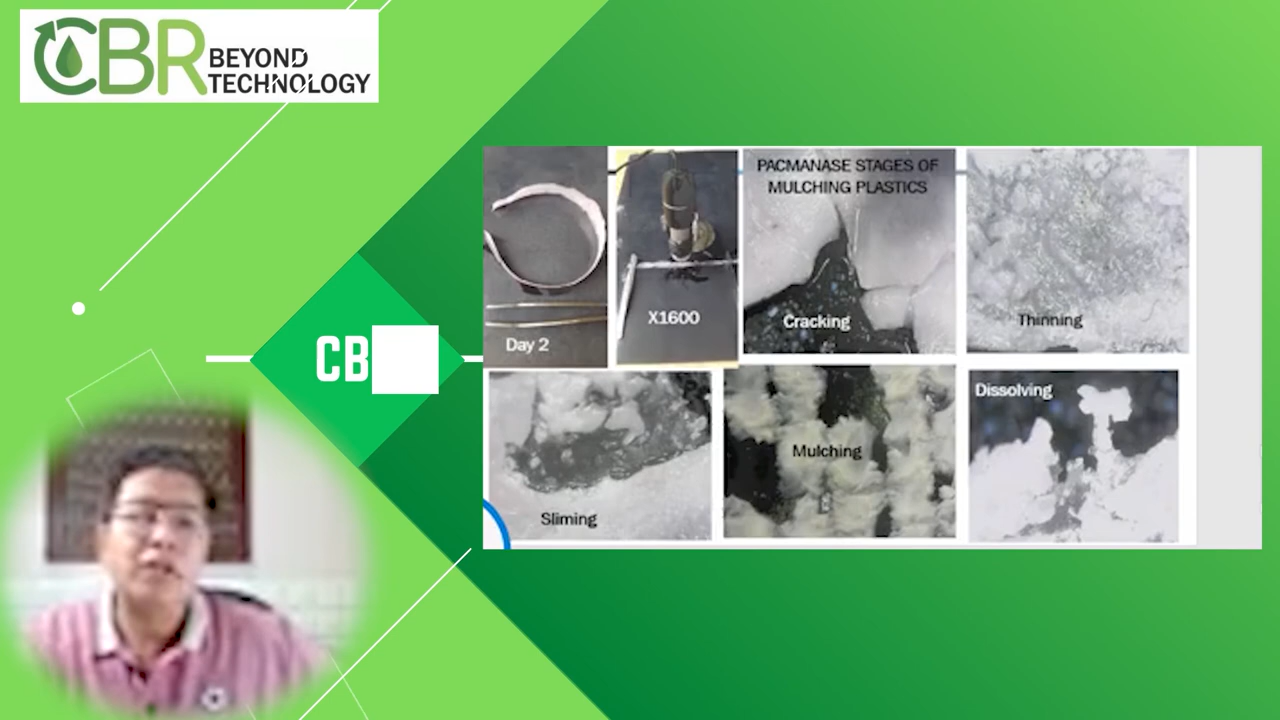 CBR BEYOND
TECHNOLOGY
CB
Day 2
X1600
PACMANASE STAGES OF
MULCHING PLASTICS
Cracking
Thinning
Sliming
Mulching
Dissolving